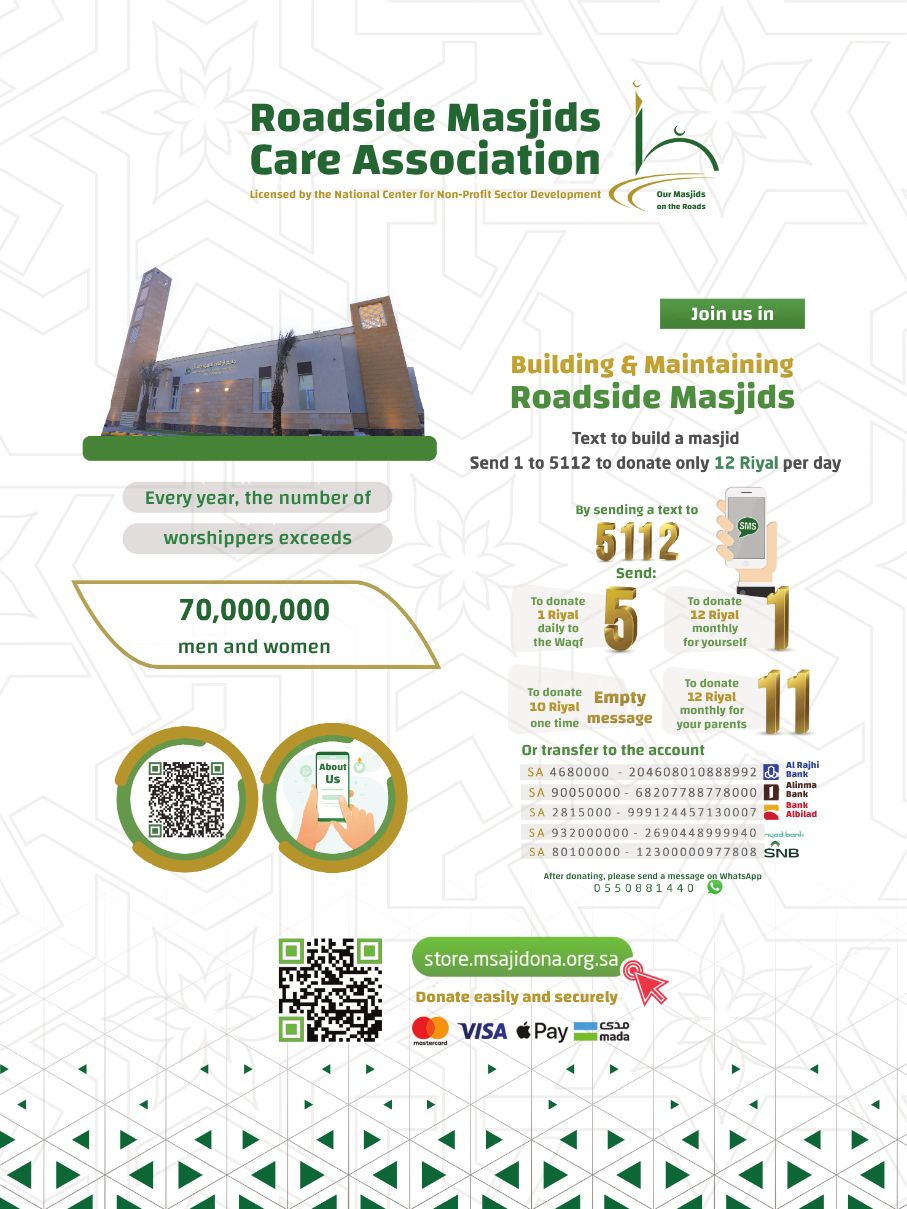 Roadside Masjids
Care Association
Licensed by the National Center for Non-Profit Sector Development
Our Masjids
on the Roads
Join us in
Building & Maintaining
Roadside Masjids
Text to build a masjid
Send 1 to 5112 to donate only 12 Riyal per day
Every year, the number of
worshippers exceeds
70,000,000
men and women
By sending a text to
5112
SMS
Send:
To donate
1 Riyal
daily to
the Waqf
5
To donate
12 Riyal
monthly
for yourself
1
To donate
10 Riyal
one time
Empty
message
To donate
12 Riyal
monthly for
your parents
11
About
Us
Or transfer to the account
SA 4680000 - 204608010888992
Al Rajhi
Bank
SA 90050000 - 68207788778000
Alinma
Bank
SA 2815000 - 999124457130007
Bank
Albilad
SA 932000000 - 2690448999940
riyad bank
SA 80100000 - 12300000977808
SNB
After donating, please send a message on WhatsApp
0550881440
store.msajidona.org.sa
Donate easily and securely
mastercard
VISA
Pay
مدى
mada